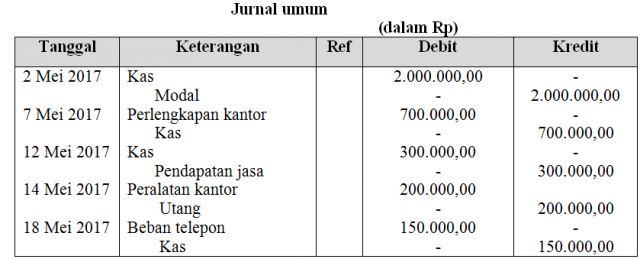 Jurnal umum
(dalam Rp)
Tanggal Keterangan Ref Debit Kredit
2 Mei 2017 Kas 2.000.000,00 -
Modal - 2.000.000,00
7 Mei 2017 Perlengkapan kantor 700.000,00 -
Kas - 700.000,00
12 Mei 2017 Kas 300.000,00 -
Pendapatan jasa - 300.000,00
14 Mei 2017 Peralatan kantor 200.000,00 -
Utang - 200.000,00
18 Mei 2017 Beban telepon 150.000,00 -
Kas - 150.000,00